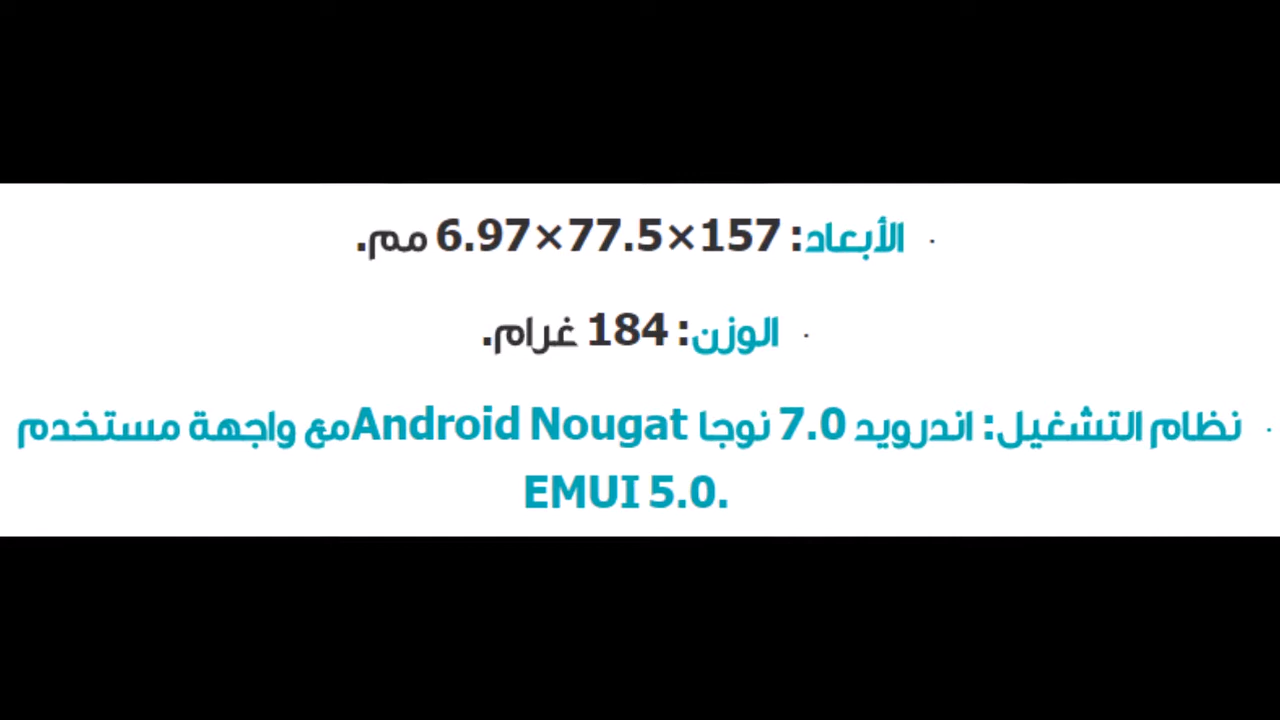 · الأبعاد: 157×77.5×6.97 مم.
· الوزن: 184 غرام.
· نظام التشغيل: اندرويد 7.0 نوجا Android Nougatمع واجهة مستخدم
EMUI 5.0.